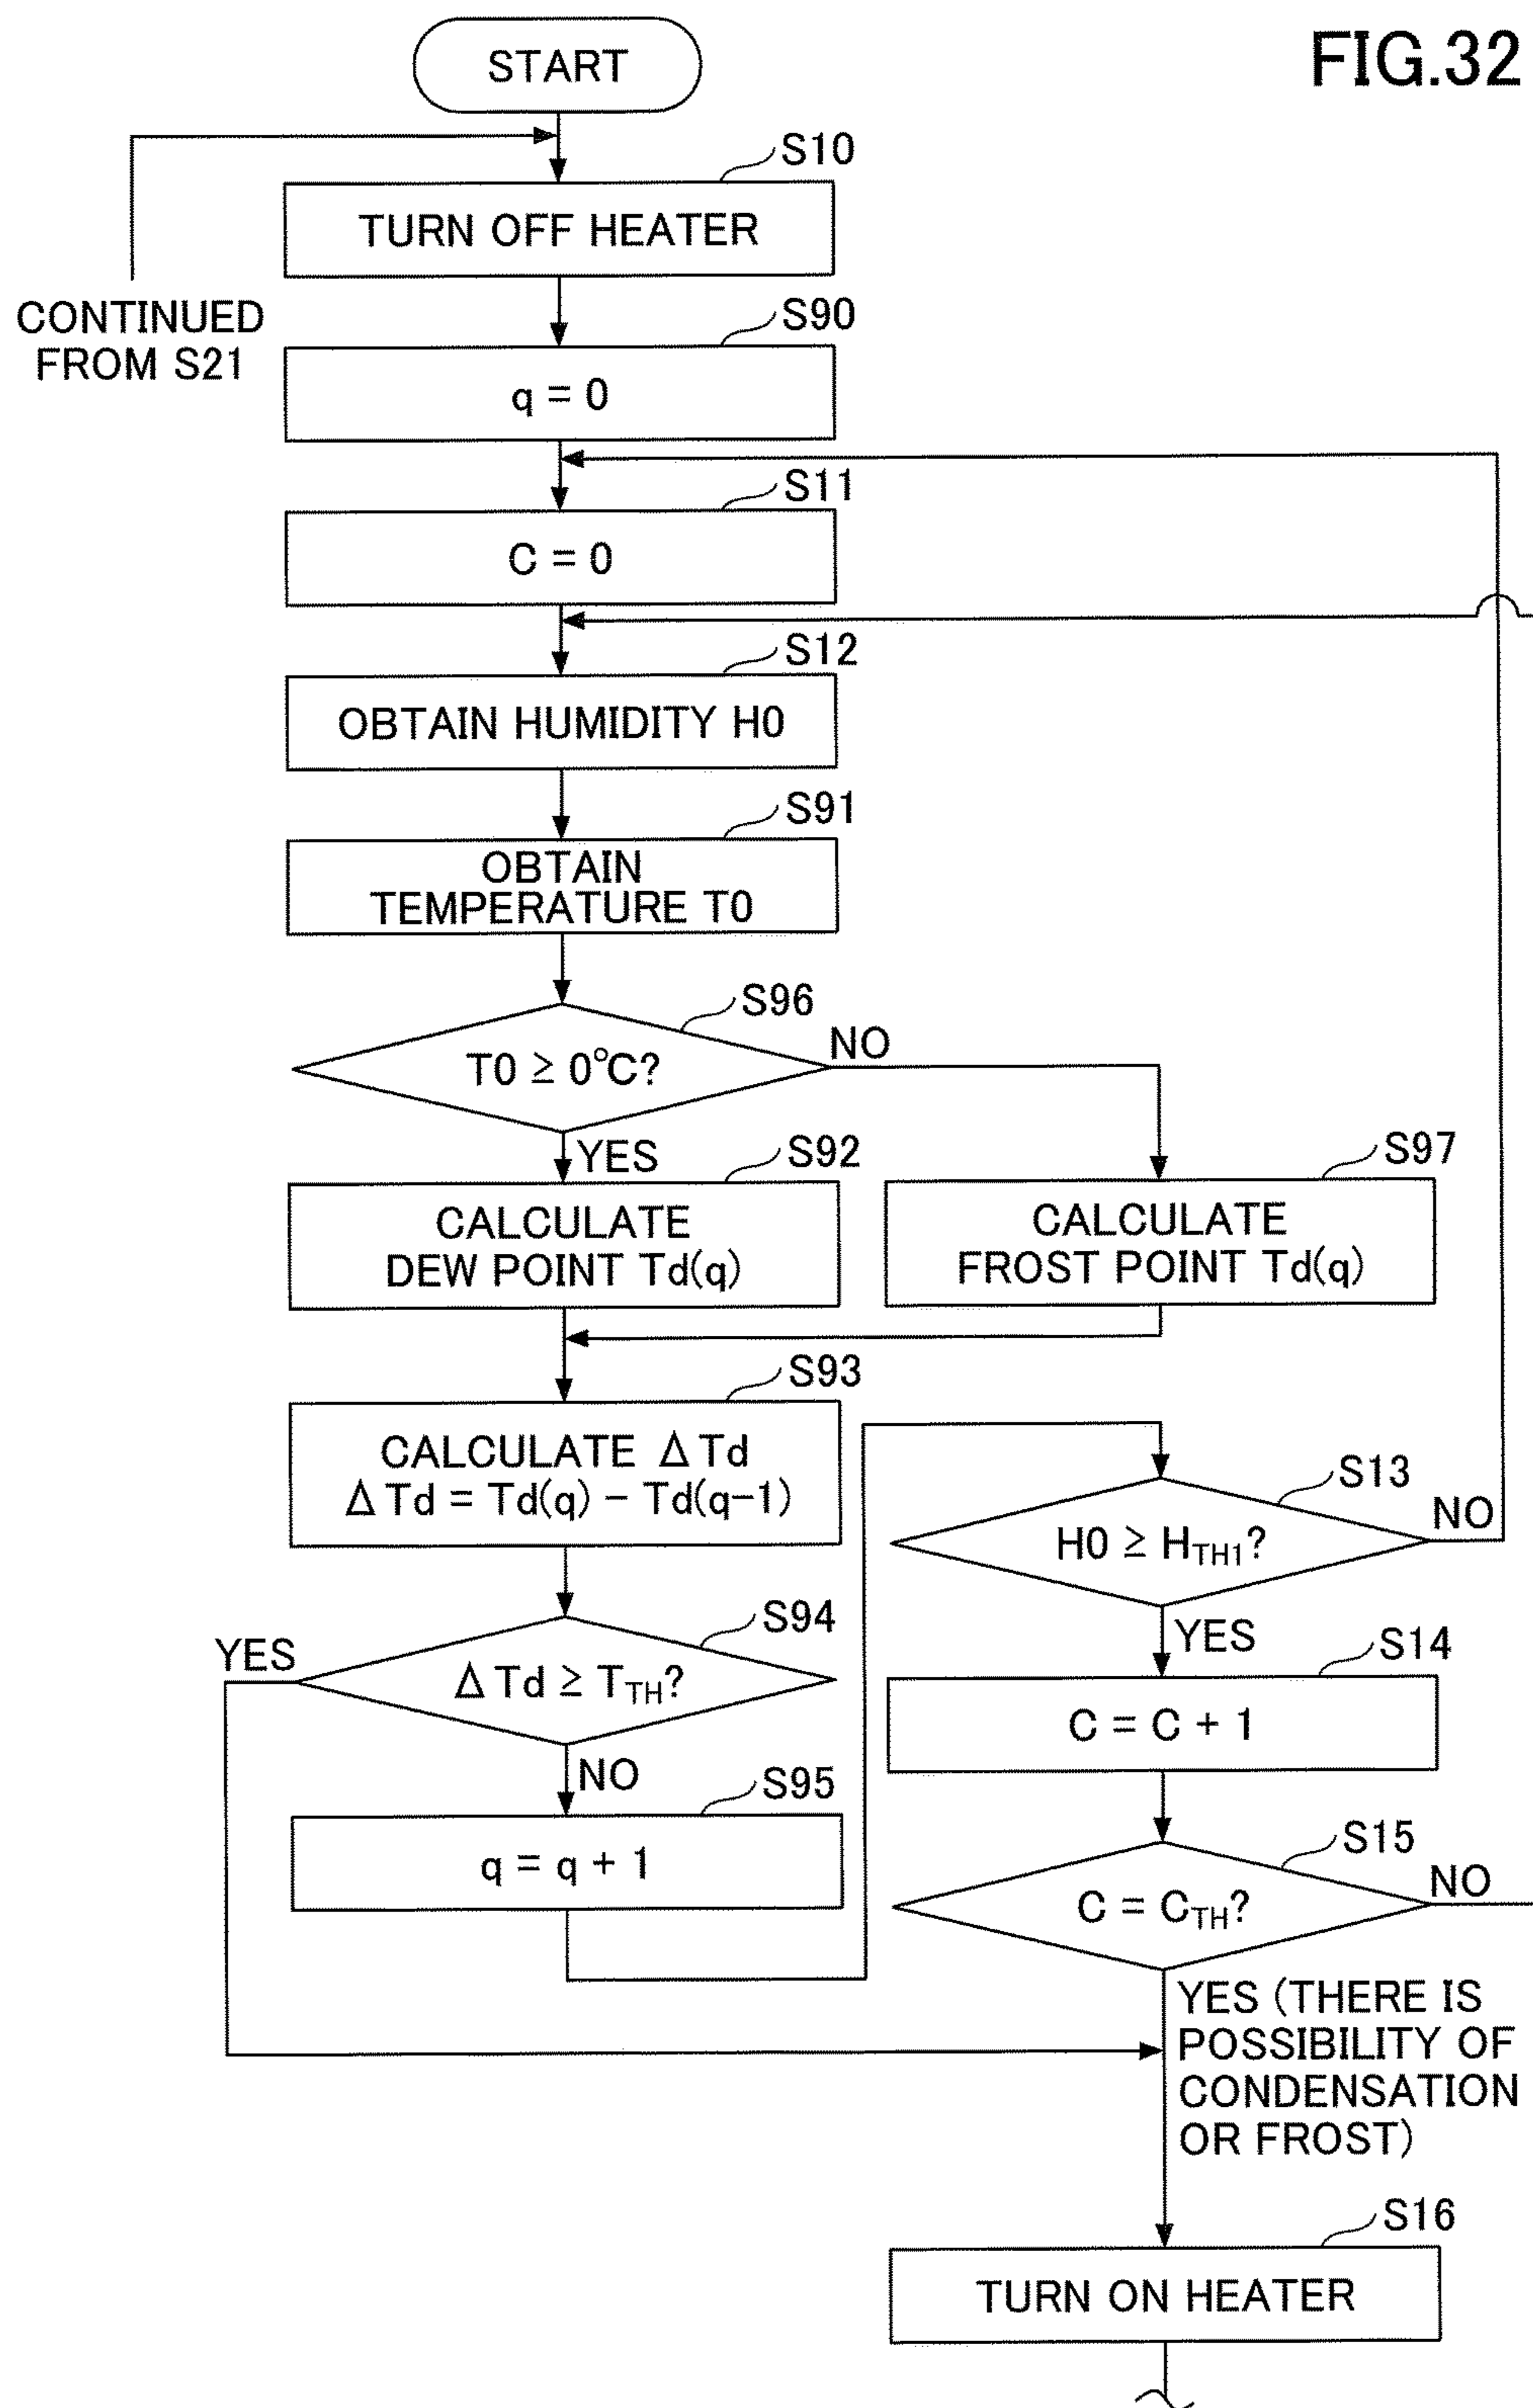 FIG.32
START
S10
TURN OFF HEATER
CONTINUED
FROM S21
S90
q = 0
S11
C = 0
S12
OBTAIN HUMIDITY H0
S91
OBTAIN
TEMPERATURE T0
S96
T0 ≥ 0°C?
NO
YES
S92
CALCULATE
DEW POINT Td(q)
S97
CALCULATE
FROST POINT Td(q)
S93
CALCULATE Δ Td
Δ Td = Td(q) − Td(q−1)
S94
Δ Td ≥ TTH?
YES
NO
S95
q = q + 1
S13
H0 ≥ HTH1?
NO
YES
S14
C = C + 1
S15
C = CTH?
NO
YES (THERE IS
POSSIBILITY OF
CONDENSATION
OR FROST)
S16
TURN ON HEATER